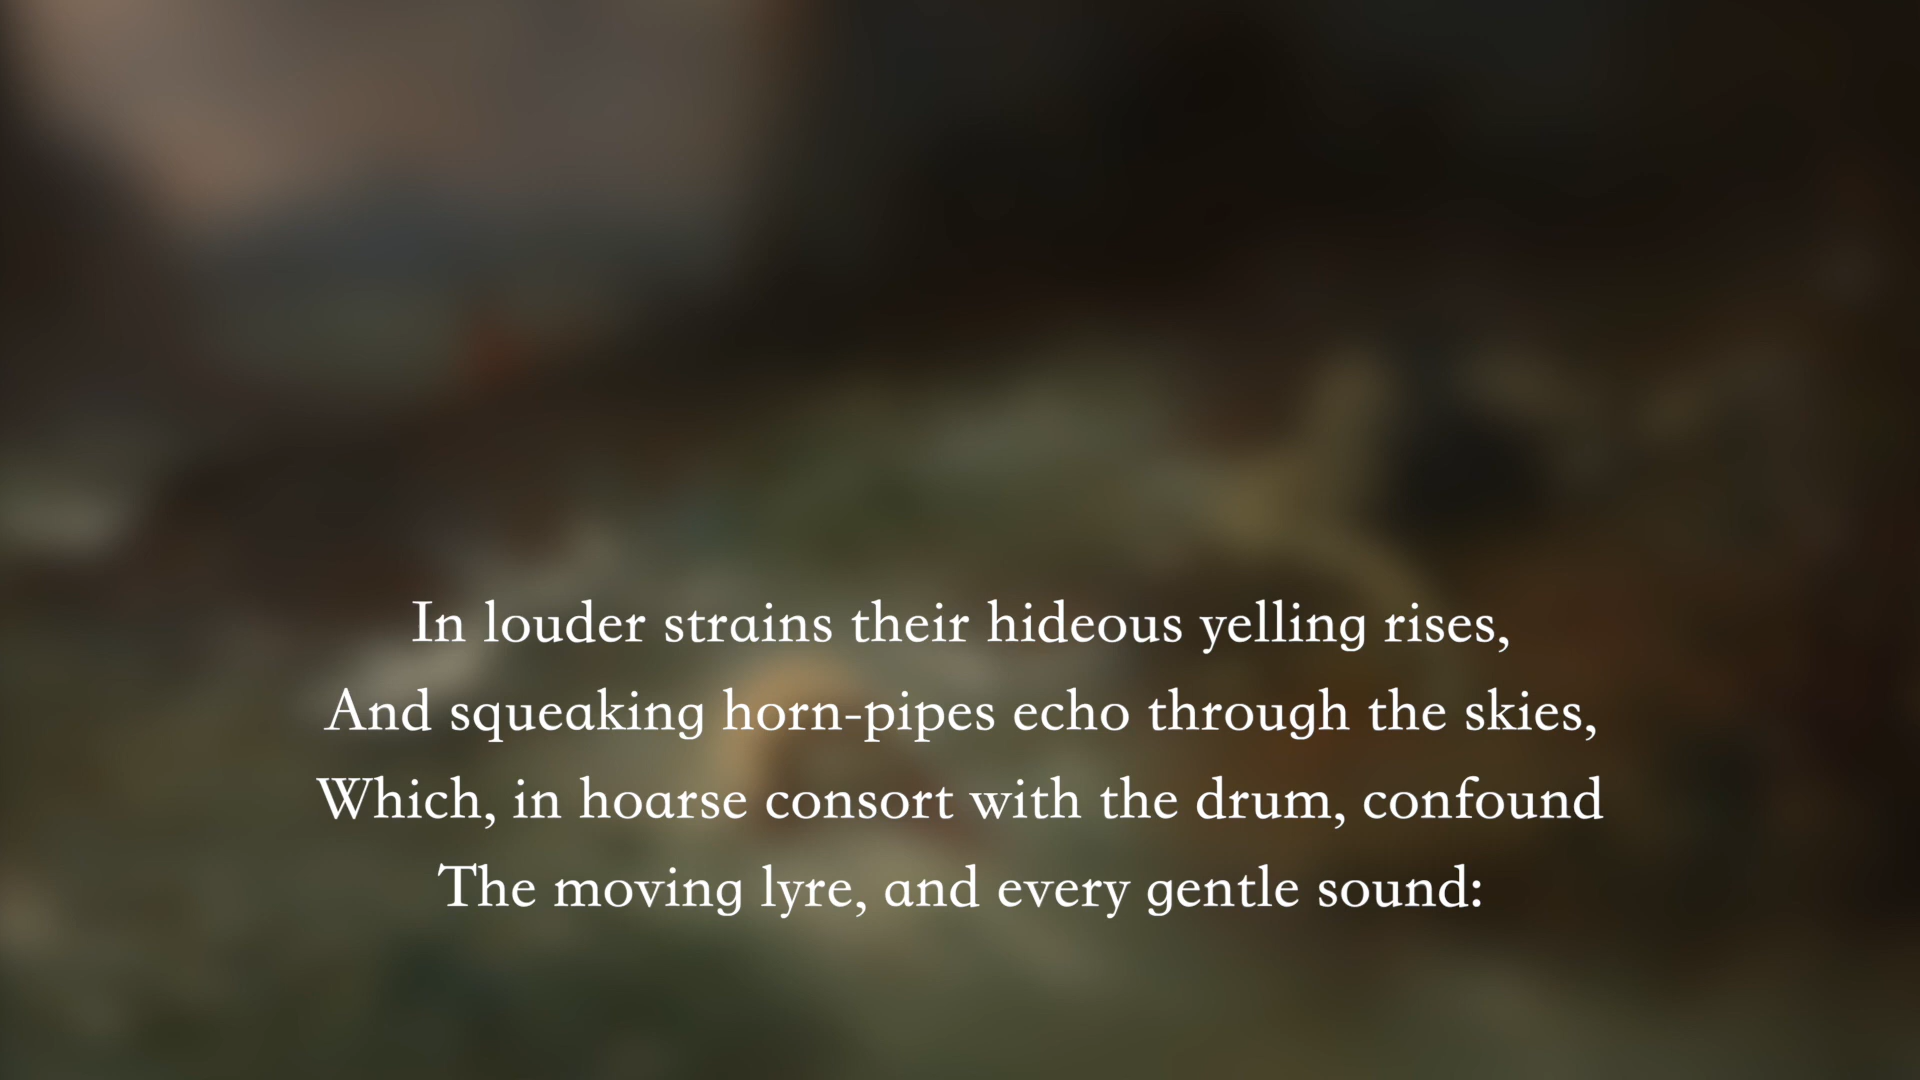 In louder strains their hideous yelling rises,
And squeaking horn-pipes echo through the skies,
Which, in hoarse consort with the drum, confound
The moving lyre, and every gentle sound: